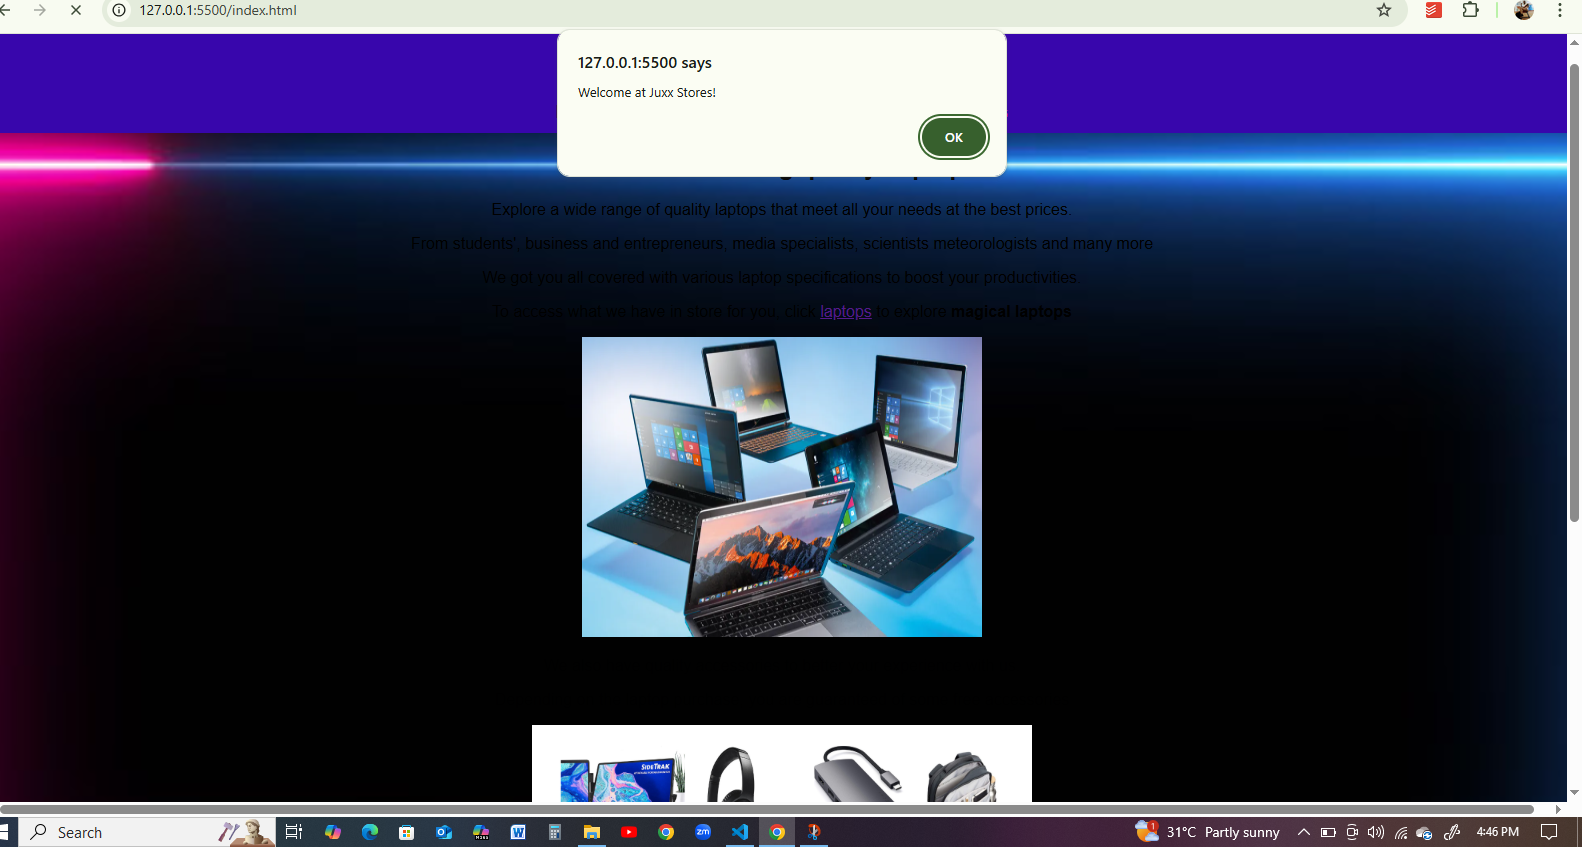 127.0.0.1:5500/index.html
127.0.0.1:5500 says
Welcome at Juxx Stores!
OK
Explore a wide range of quality laptops that meet all your needs at the best prices.
From students', business and entrepreneurs, media specialists, scientists meteorologists and many more
We got you all covered with various laptop specifications to boost your productivities.
To access what we have in store for you, click laptops to explore magical laptops
SIDETRAK
Search
1
31°C Partly sunny
4:46 PM